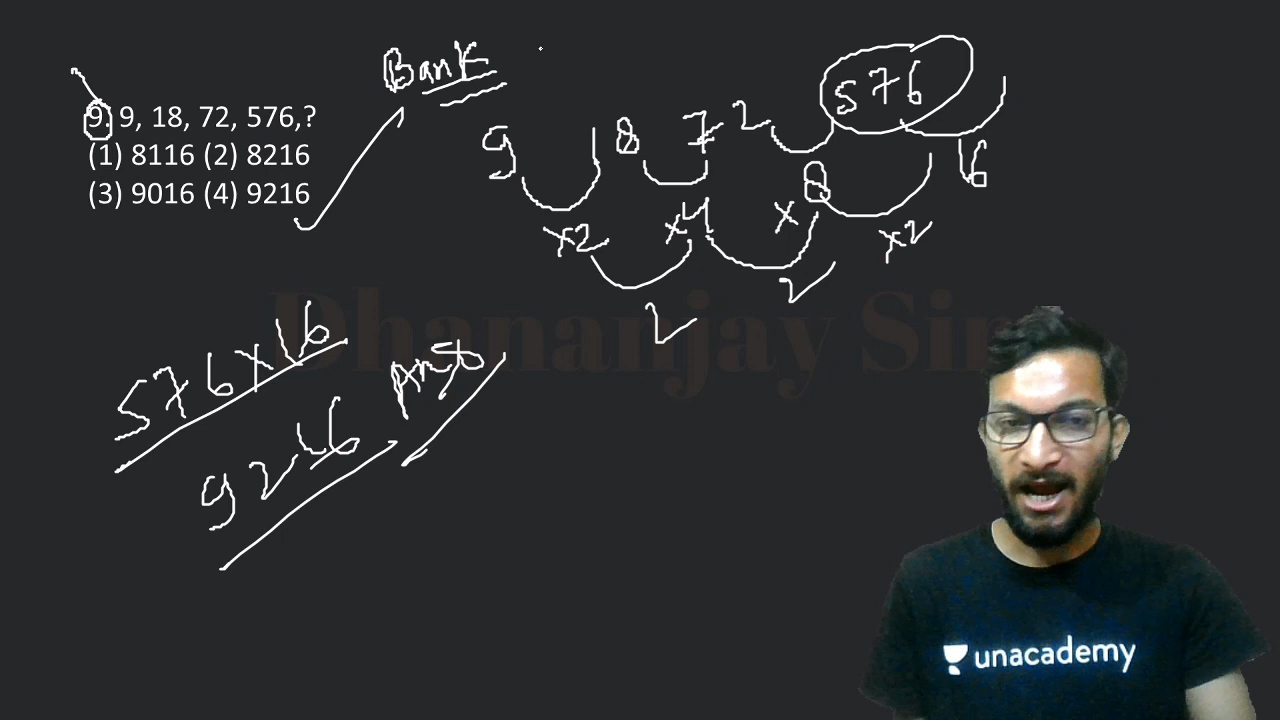 9. 9, 18, 72, 576,?
(1) 8116 (2) 8216
(3) 9016 (4) 9216
Bank
9 18 72 576
×2 ×4 ×8 16
2 2 ×2
576×16
9216 Ans
Dhananjay Sin
unacademy